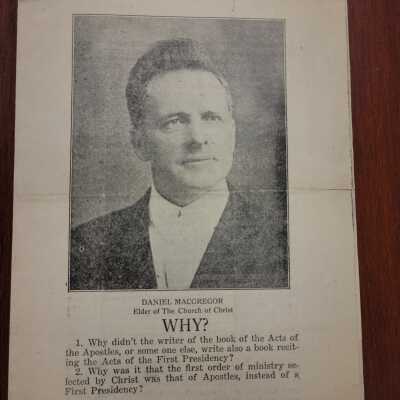 DANIEL MACGREGOR
Elder of The Church of Christ
WHY?
1. Why didn't the writer of the book of the Acts of
the Apostles, or some one else, write also a book recit-
ing the Acts of the First Presidency?
2. Why was it that the first order of ministry se-
lected by Christ was that of Apostles, instead of a
First Presidency?